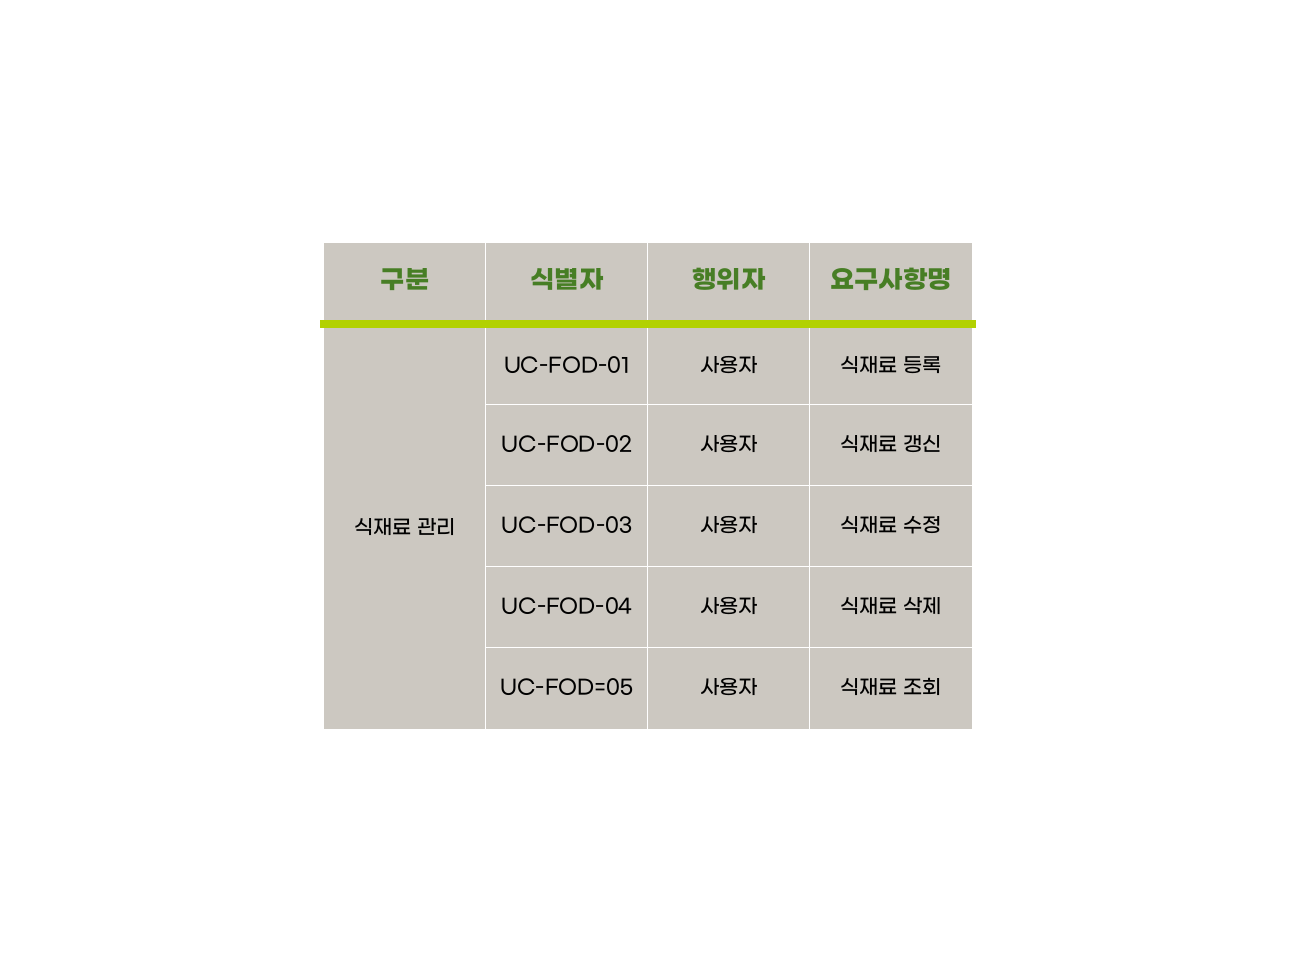 구분 식별자 행위자 요구사항명
UC-FOD-01 사용자 식재료 등록
UC-FOD-02 사용자 식재료 갱신
식재료 관리 UC-FOD-03 사용자 식재료 수정
UC-FOD-04 사용자 식재료 삭제
UC-FOD=05 사용자 식재료 조회